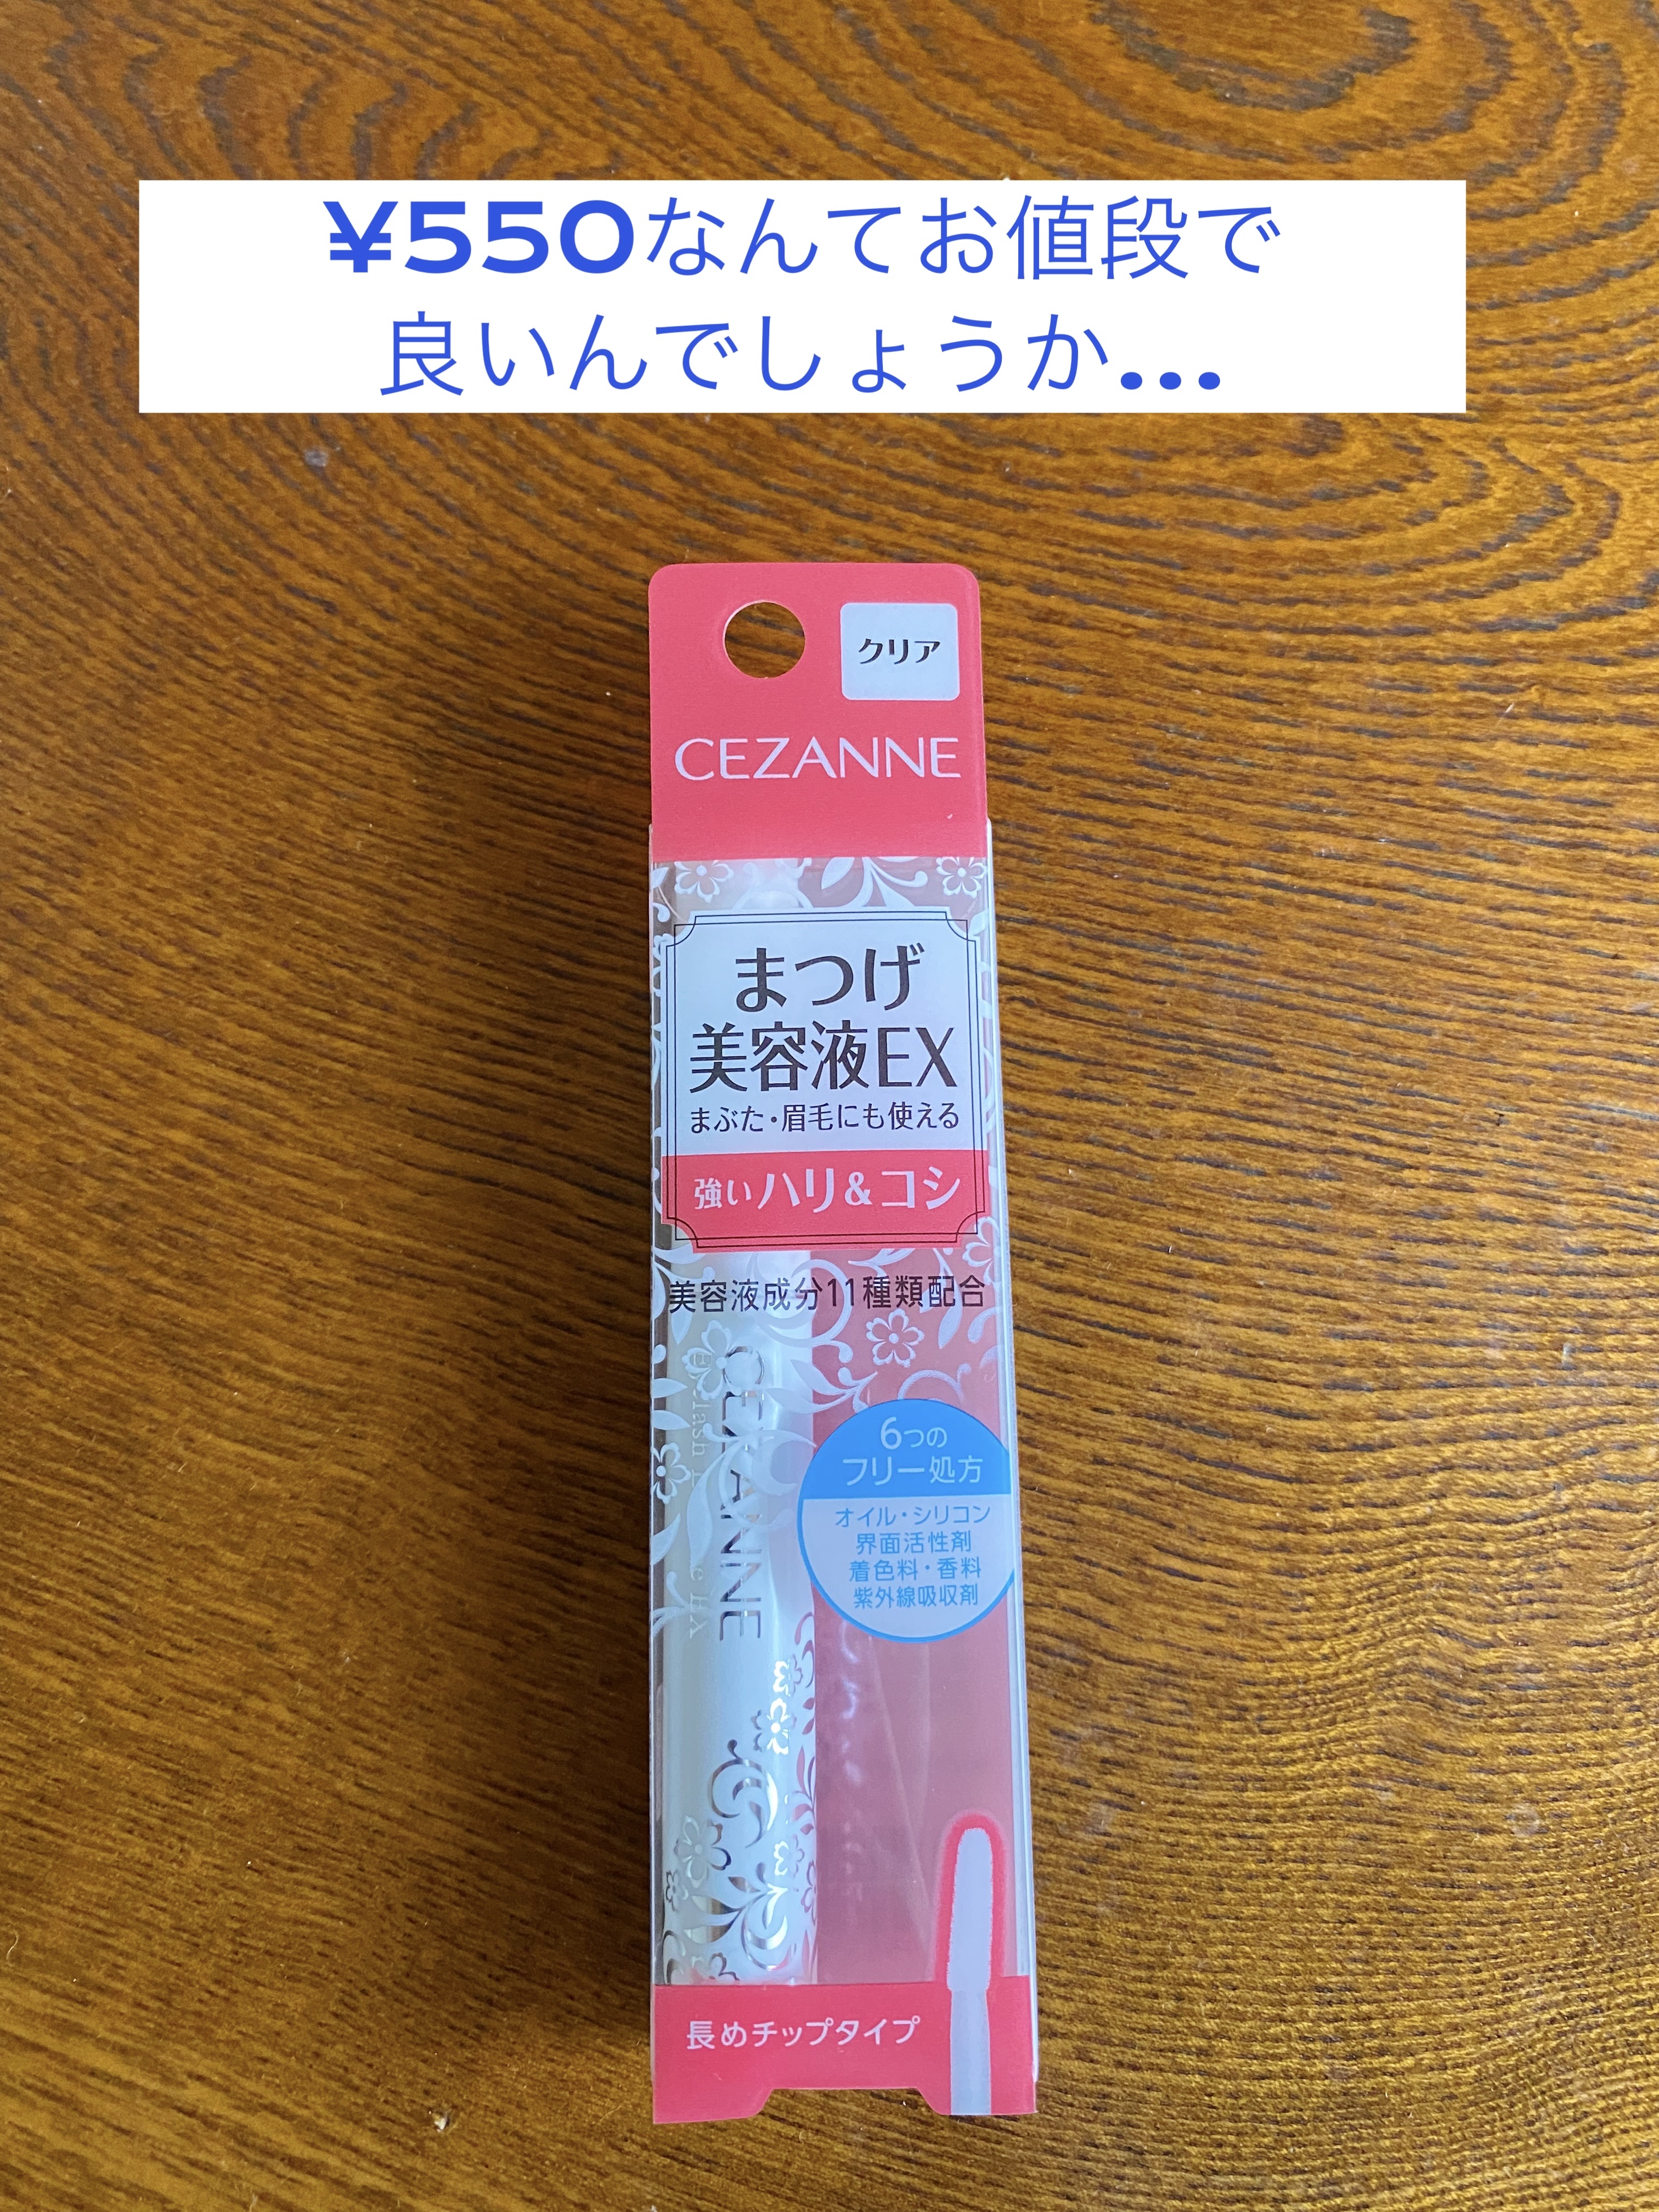 ¥550なんてお値段で
良いんでしょうか...
クリア
CEZANNE
まつげ
美容液EX
まぶた・眉毛にも使える
強いハリ&コシ
美容液成分11種類配合
CEZANNE
6つの
フリー処方
オイル・シリコン
界面活性剤
着色料・香料
紫外線吸収剤
長めチップタイプ